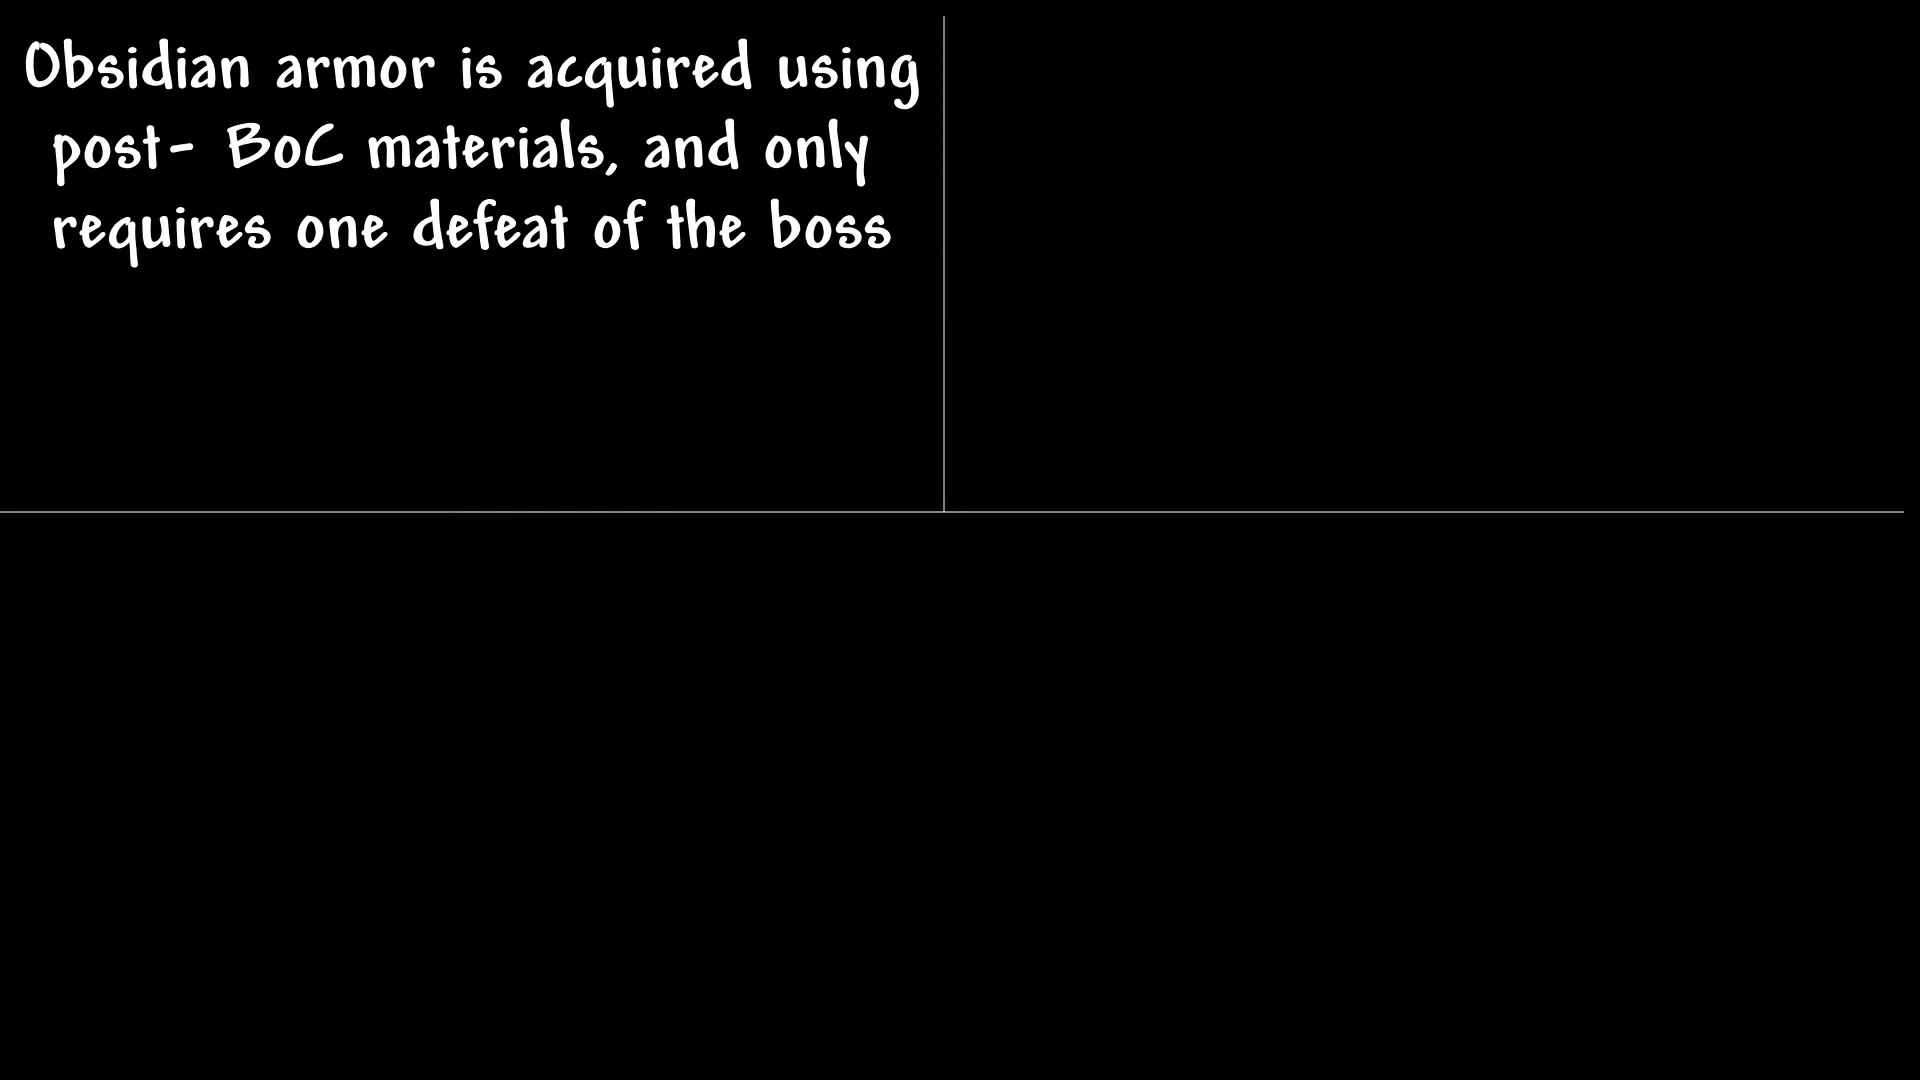 Obsidian armor is acquired using
post- BoC materials, and only
requires one defeat of the boss